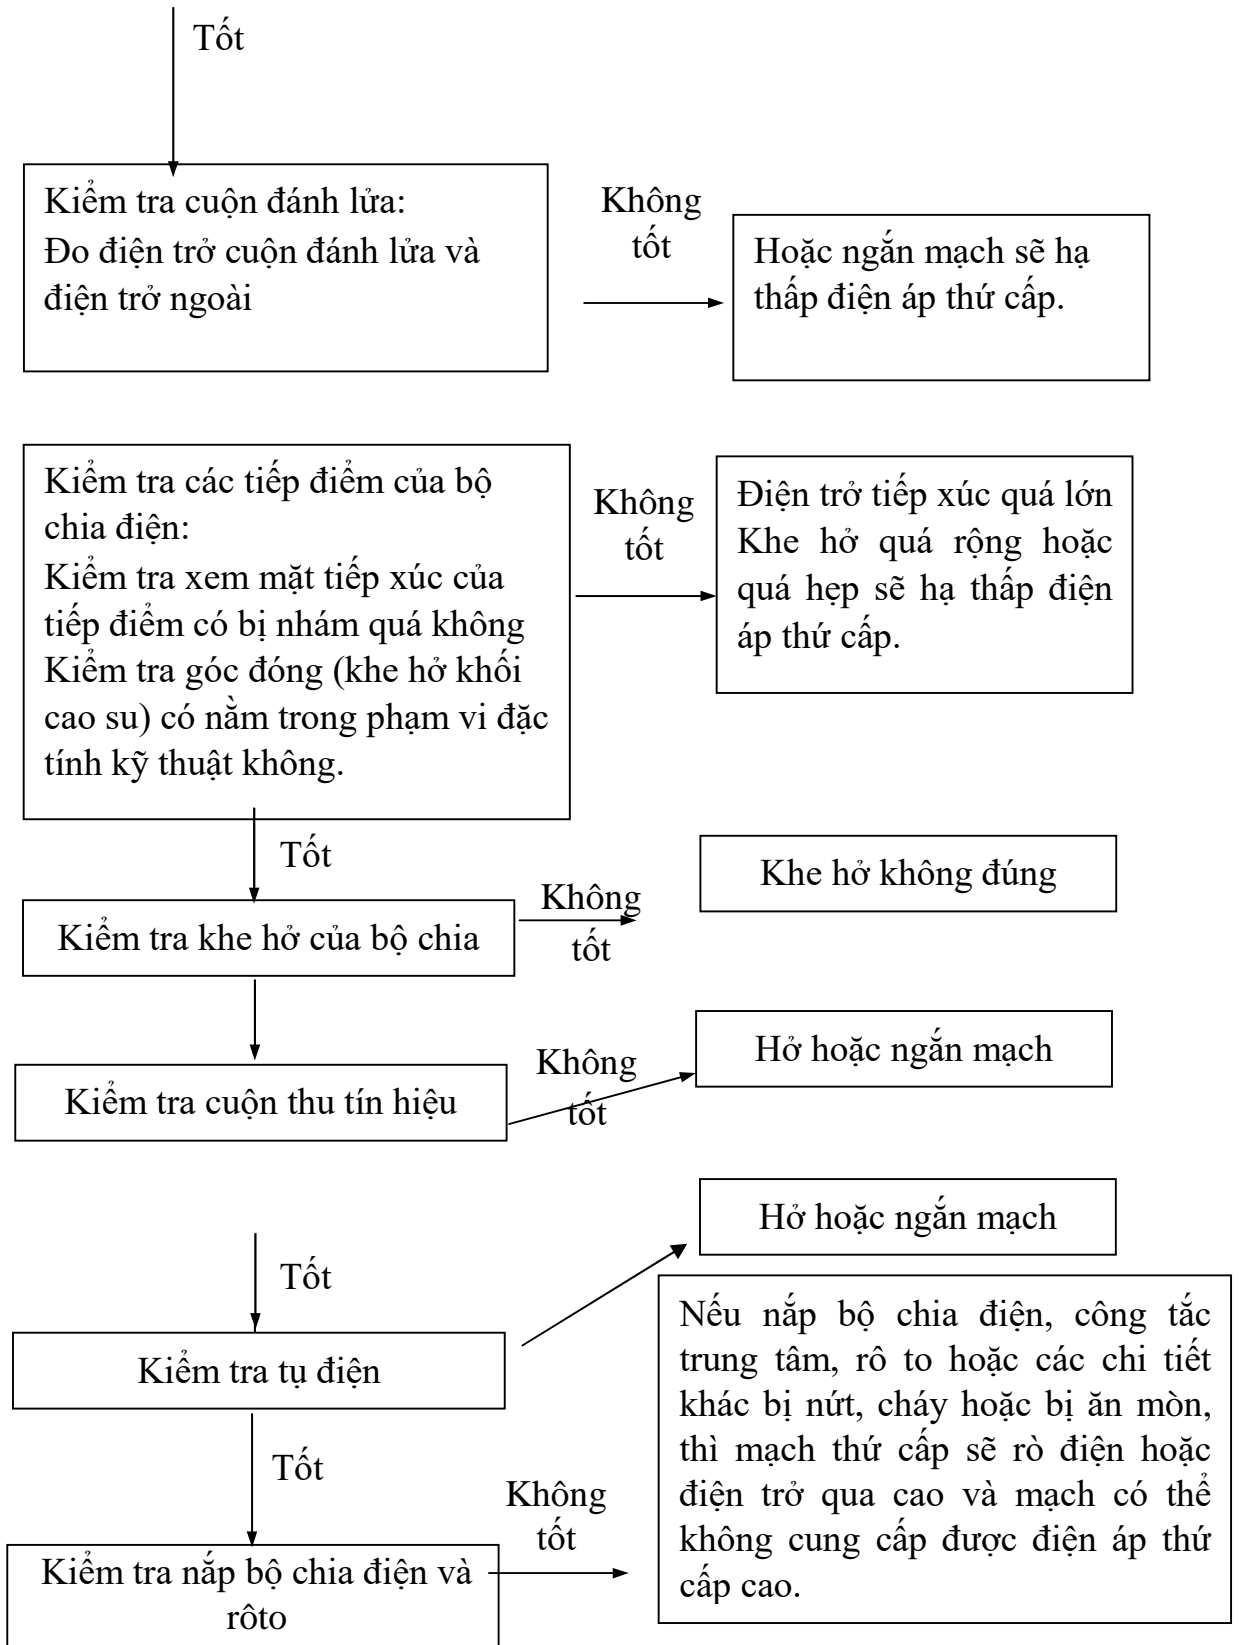 Tốt
Kiểm tra cuộn đánh lửa:
Đo điện trở cuộn đánh lửa và
điện trở ngoài
Không
tốt
Hoặc ngắn mạch sẽ hạ
thấp điện áp thứ cấp.
Kiểm tra các tiếp điểm của bộ
chia điện:
Kiểm tra xem mặt tiếp xúc của
tiếp điểm có bị nhám quá không
Kiểm tra góc đóng (khe hở khối
cao su) có nằm trong phạm vi đặc
tính kỹ thuật không.
Không
tốt
Điện trở tiếp xúc quá lớn
Khe hở quá rộng hoặc
quá hẹp sẽ hạ thấp điện
áp thứ cấp.
Tốt
Kiểm tra khe hở của bộ chia
Không
tốt
Khe hở không đúng
Kiểm tra cuộn thu tín hiệu
Không
tốt
Hở hoặc ngắn mạch
Tốt
Kiểm tra tụ điện
Hở hoặc ngắn mạch
Tốt
Kiểm tra nắp bộ chia điện và
rôto
Không
tốt
Nếu nắp bộ chia điện, công tắc
trung tâm, rô to hoặc các chi tiết
khác bị nứt, cháy hoặc bị ăn mòn,
thì mạch thứ cấp sẽ rò điện hoặc
điện trở qua cao và mạch có thể
không cung cấp được điện áp thứ
cấp cao.